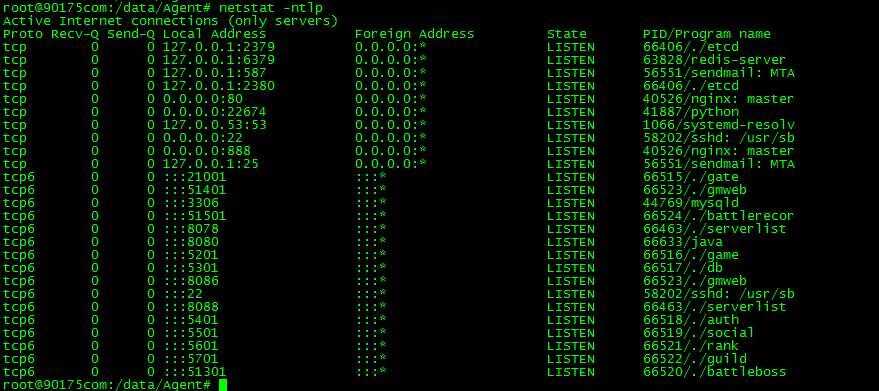 root@90175com:/data/Agent# netstat -ntlp
Active Internet connections (only servers)
Proto Recv-Q Send-Q Local Address           Foreign Address         State       PID/Program name
tcp        0      0 127.0.0.1:2379          0.0.0.0:*               LISTEN      66406/./etcd
tcp        0      0 127.0.0.1:6379          0.0.0.0:*               LISTEN      63828/redis-server
tcp        0      0 127.0.0.1:587           0.0.0.0:*               LISTEN      56551/sendmail: MTA
tcp        0      0 127.0.0.1:2380          0.0.0.0:*               LISTEN      66406/./etcd
tcp        0      0 0.0.0.0:80              0.0.0.0:*               LISTEN      40526/nginx: master
tcp        0      0 0.0.0.0:22674           0.0.0.0:*               LISTEN      41887/python
tcp        0      0 127.0.0.53:53           0.0.0.0:*               LISTEN      1066/systemd-resolv
tcp        0      0 0.0.0.0:22              0.0.0.0:*               LISTEN      58202/sshd: /usr/sb
tcp        0      0 0.0.0.0:888             0.0.0.0:*               LISTEN      40526/nginx: master
tcp        0      0 127.0.0.1:25            0.0.0.0:*               LISTEN      56551/sendmail: MTA
tcp6       0      0 :::21001                :::*                    LISTEN      66515/./gate
tcp6       0      0 :::51401                :::*                    LISTEN      66523/./gmweb
tcp6       0      0 :::3306                 :::*                    LISTEN      44769/mysqld
tcp6       0      0 :::51501                :::*                    LISTEN      66524/./battlerecor
tcp6       0      0 :::8078                 :::*                    LISTEN      66463/./serverlist
tcp6       0      0 :::8080                 :::*                    LISTEN      66633/java
tcp6       0      0 :::5201                 :::*                    LISTEN      66516/./game
tcp6       0      0 :::5301                 :::*                    LISTEN      66517/./db
tcp6       0      0 :::8086                 :::*                    LISTEN      66523/./gmweb
tcp6       0      0 :::22                   :::*                    LISTEN      58202/sshd: /usr/sb
tcp6       0      0 :::8088                 :::*                    LISTEN      66463/./serverlist
tcp6       0      0 :::5401                 :::*                    LISTEN      66518/./auth
tcp6       0      0 :::5501                 :::*                    LISTEN      66519/./social
tcp6       0      0 :::5601                 :::*                    LISTEN      66521/./rank
tcp6       0      0 :::5701                 :::*                    LISTEN      66522/./guild
tcp6       0      0 :::51301                :::*                    LISTEN      66520/./battleboss
root@90175com:/data/Agent#